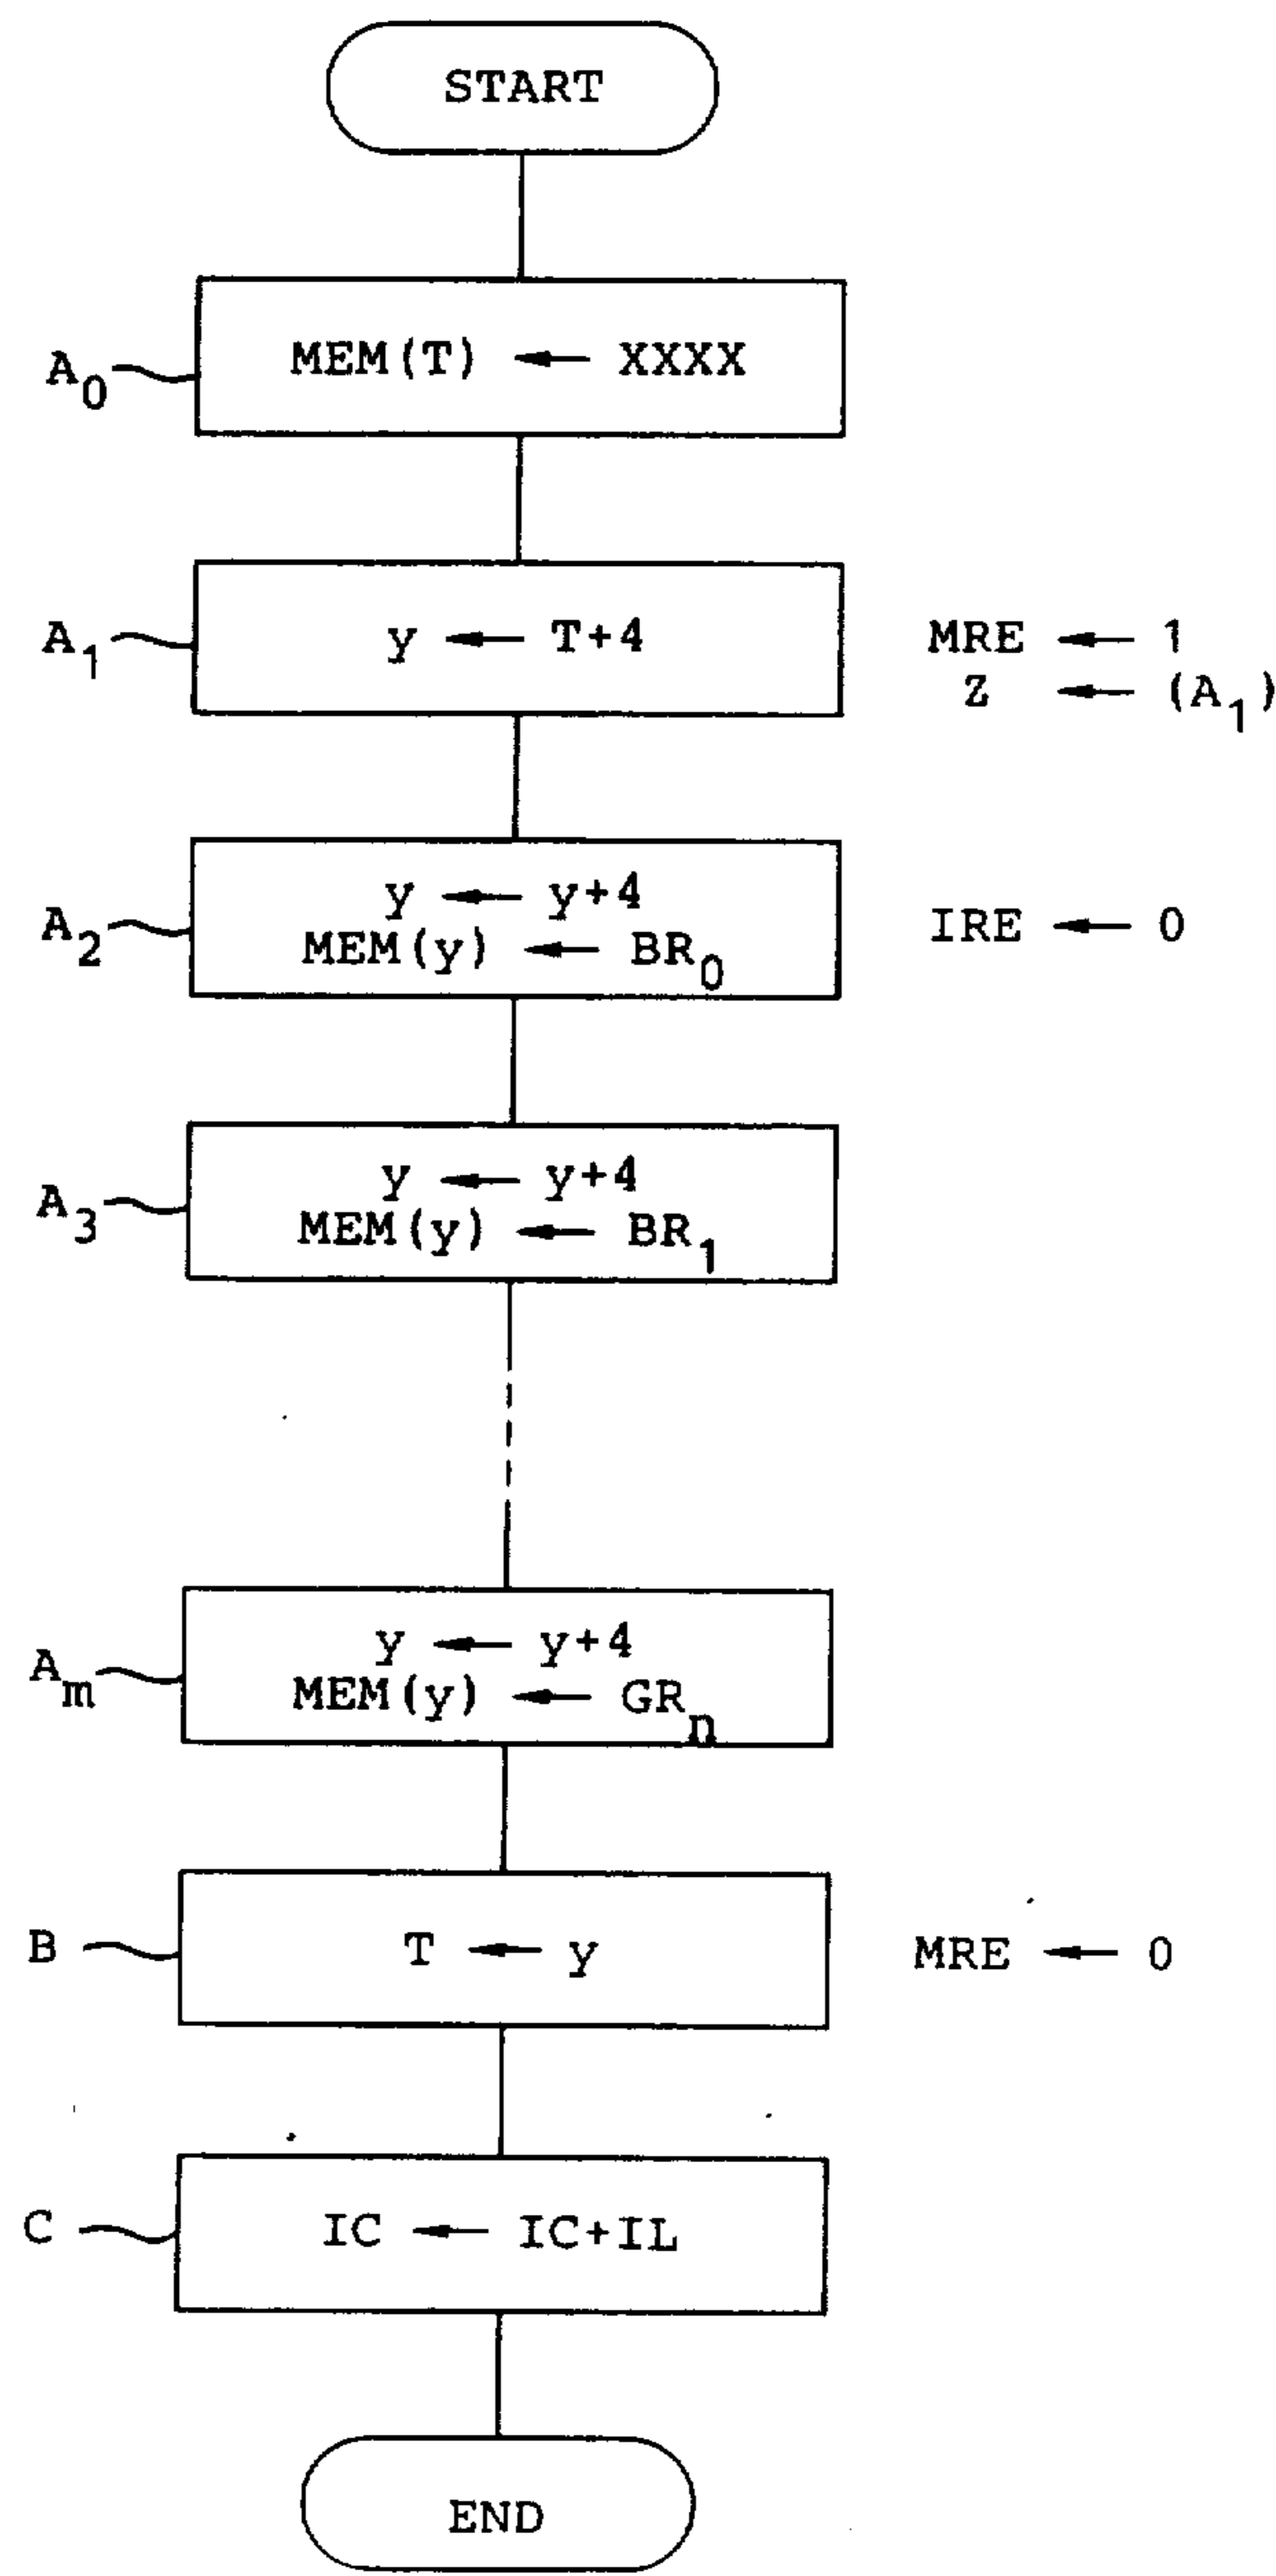 START
A₀ MEM(T) ← XXXX
A₁ y ← T+4 MRE ← 1
Z ← (A₁)
A₂ y ← y+4 IRE ← 0
MEM(y) ← BR₀
A₃ y ← y+4
MEM(y) ← BR₁
Aₘ y ← y+4
MEM(y) ← GRₙ
B T ← y MRE ← 0
C IC ← IC+IL
END